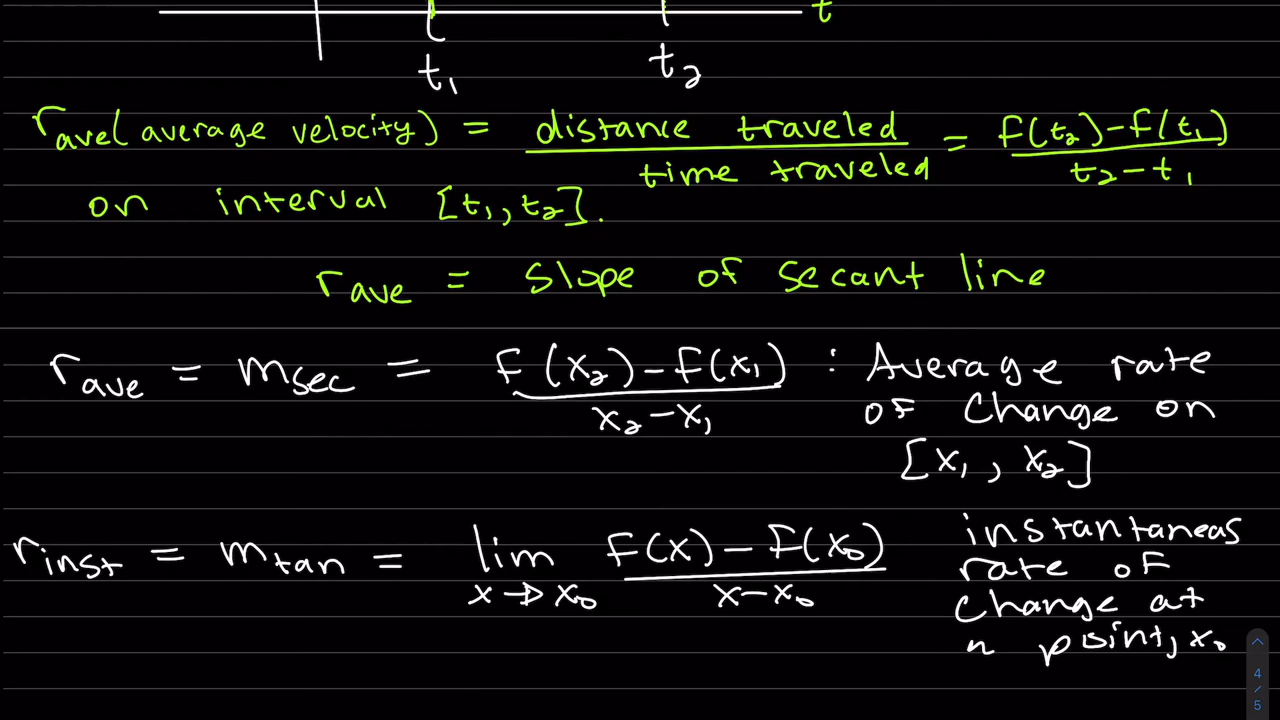 t
t₁ t₂
r_ave (average velocity) = distance traveled / time traveled = f(t₂) - f(t₁) / t₂ - t₁
on interval [t₁, t₂].
r_ave = slope of secant line
r_ave = m_sec = f(x₂) - f(x₁) / x₂ - x₁ : Average rate
of change on
[x₁, x₂]
r_inst = m_tan = lim x→x₀ f(x) - f(x₀) / x - x₀ instantaneas
rate of
change at
a point, x₀
4
/
5